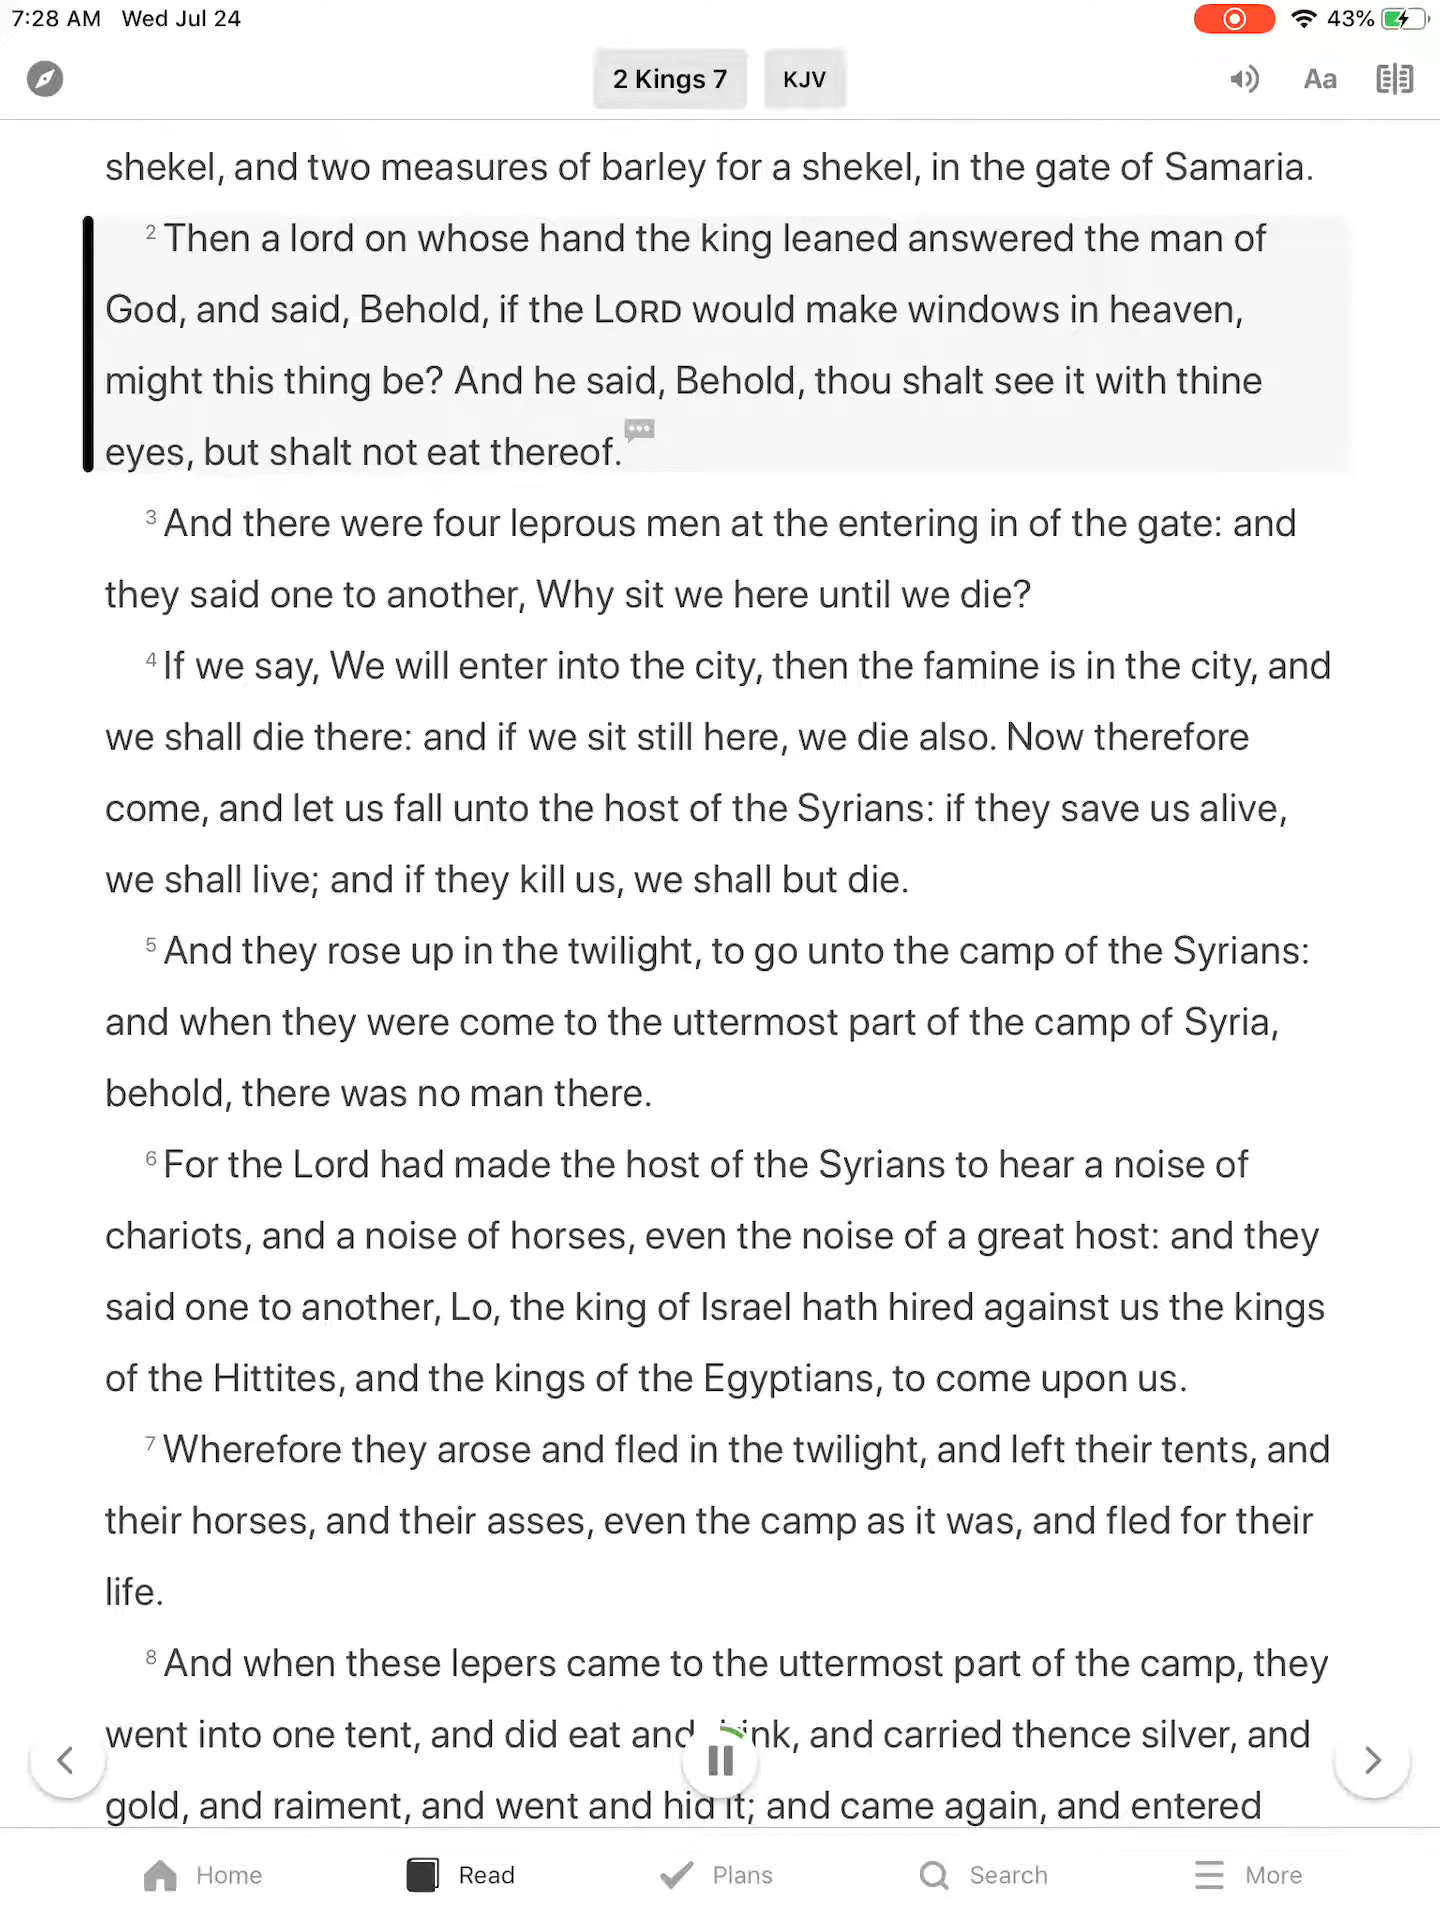 7:28 AM Wed Jul 24 43%
2 Kings 7 KJV Aa
shekel, and two measures of barley for a shekel, in the gate of Samaria.
2 Then a lord on whose hand the king leaned answered the man of
God, and said, Behold, if the LORD would make windows in heaven,
might this thing be? And he said, Behold, thou shalt see it with thine
eyes, but shalt not eat thereof.
3 And there were four leprous men at the entering in of the gate: and
they said one to another, Why sit we here until we die?
4 If we say, We will enter into the city, then the famine is in the city, and
we shall die there: and if we sit still here, we die also. Now therefore
come, and let us fall unto the host of the Syrians: if they save us alive,
we shall live; and if they kill us, we shall but die.
5 And they rose up in the twilight, to go unto the camp of the Syrians:
and when they were come to the uttermost part of the camp of Syria,
behold, there was no man there.
6 For the Lord had made the host of the Syrians to hear a noise of
chariots, and a noise of horses, even the noise of a great host: and they
said one to another, Lo, the king of Israel hath hired against us the kings
of the Hittites, and the kings of the Egyptians, to come upon us.
7 Wherefore they arose and fled in the twilight, and left their tents, and
their horses, and their asses, even the camp as it was, and fled for their
life.
8 And when these lepers came to the uttermost part of the camp, they
went into one tent, and did eat and drink, and carried thence silver, and
gold, and raiment, and went and hid it; and came again, and entered
Home Read Plans Search More